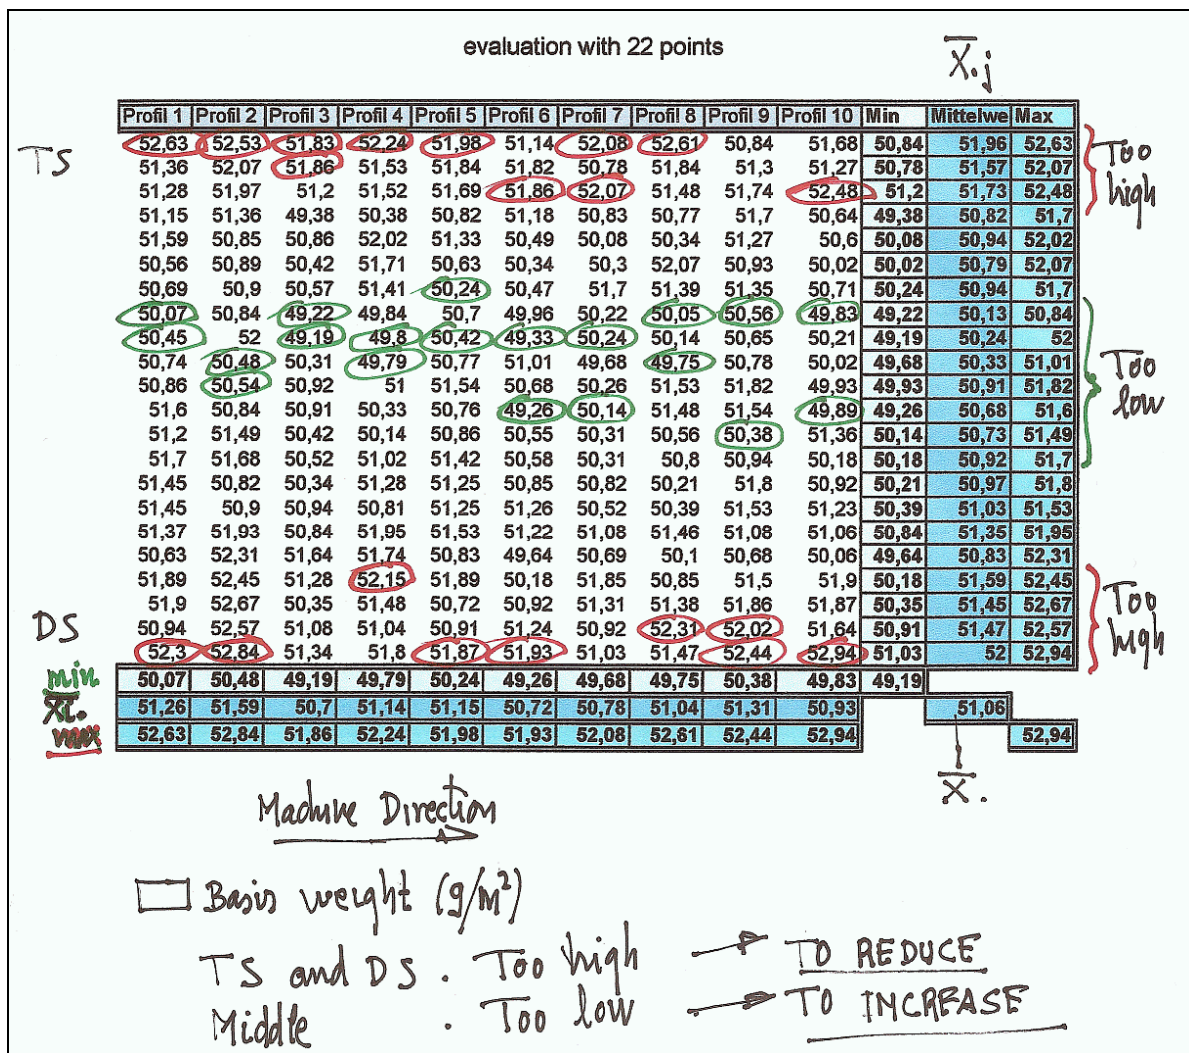 evaluation with 22 points
X̄.j
Profil 1 Profil 2 Profil 3 Profil 4 Profil 5 Profil 6 Profil 7 Profil 8 Profil 9 Profil 10 Min Mittelwe Max
TS 52,63 52,53 51,83 52,24 51,98 51,14 52,08 52,61 50,84 51,68 50,84 51,96 52,63 Too high
51,36 52,07 51,86 51,53 51,84 51,82 50,78 51,84 51,3 51,27 50,78 51,57 52,07
51,28 51,97 51,2 51,52 51,69 51,86 52,07 51,48 51,74 52,48 51,2 51,73 52,48
51,15 51,36 49,38 50,38 50,82 51,18 50,83 50,77 51,7 50,64 49,38 50,82 51,7
51,59 50,85 50,86 52,02 51,33 50,49 50,08 50,34 51,27 50,6 50,08 50,94 52,02
50,56 50,89 50,42 51,71 50,63 50,34 50,3 52,07 50,93 50,02 50,02 50,79 52,07
50,69 50,9 50,57 51,41 50,24 50,47 51,7 51,39 51,35 50,71 50,24 50,94 51,7
50,07 50,84 49,22 49,84 50,7 49,96 50,22 50,05 50,56 49,83 49,22 50,13 50,84
50,45 52 49,19 49,8 50,42 49,33 50,24 50,14 50,65 50,21 49,19 50,24 52
50,74 50,48 50,31 49,79 50,77 51,01 49,68 49,75 50,78 50,02 49,68 50,33 51,01 Too low
50,86 50,54 50,92 51 51,54 50,68 50,26 51,53 51,82 49,93 49,93 50,91 51,82
51,6 50,84 50,91 50,33 50,76 49,26 50,14 51,48 51,54 49,89 49,26 50,68 51,6
51,2 51,49 50,42 50,14 50,86 50,55 50,31 50,56 50,38 51,36 50,14 50,73 51,49
51,7 51,68 50,52 51,02 51,42 50,58 50,31 50,8 50,94 50,18 50,18 50,92 51,7
51,45 50,82 50,34 51,28 51,25 50,85 50,82 50,21 51,8 50,92 50,21 50,97 51,8
51,45 50,9 50,94 50,81 51,25 51,26 50,52 50,39 51,53 51,23 50,39 51,03 51,53
51,37 51,93 50,84 51,95 51,53 51,22 51,08 51,46 51,08 51,06 50,84 51,35 51,95
50,63 52,31 51,64 51,74 50,83 49,64 50,69 50,1 50,68 50,06 49,64 50,83 52,31
51,89 52,45 51,28 52,15 51,89 50,18 51,85 50,85 51,5 51,9 50,18 51,59 52,45
51,9 52,67 50,35 51,48 50,72 50,92 51,31 51,38 51,86 51,87 50,35 51,45 52,67 Too high
DS 50,94 52,57 51,08 51,04 50,91 51,24 50,92 52,31 52,02 51,64 50,91 51,47 52,57
52,3 52,84 51,34 51,8 51,87 51,93 51,03 51,47 52,44 52,94 51,03 52 52,94
min 50,07 50,48 49,19 49,79 50,24 49,26 49,68 49,75 50,38 49,83 49,19
X̄i. 51,26 51,59 50,7 51,14 51,15 50,72 50,78 51,04 51,31 50,93 51,06
max 52,63 52,84 51,86 52,24 51,98 51,93 52,08 52,61 52,44 52,94 52,94
X̄.
Machine Direction
Basis weight (g/m²)
TS and DS . Too high → TO REDUCE
Middle . Too low → TO INCREASE